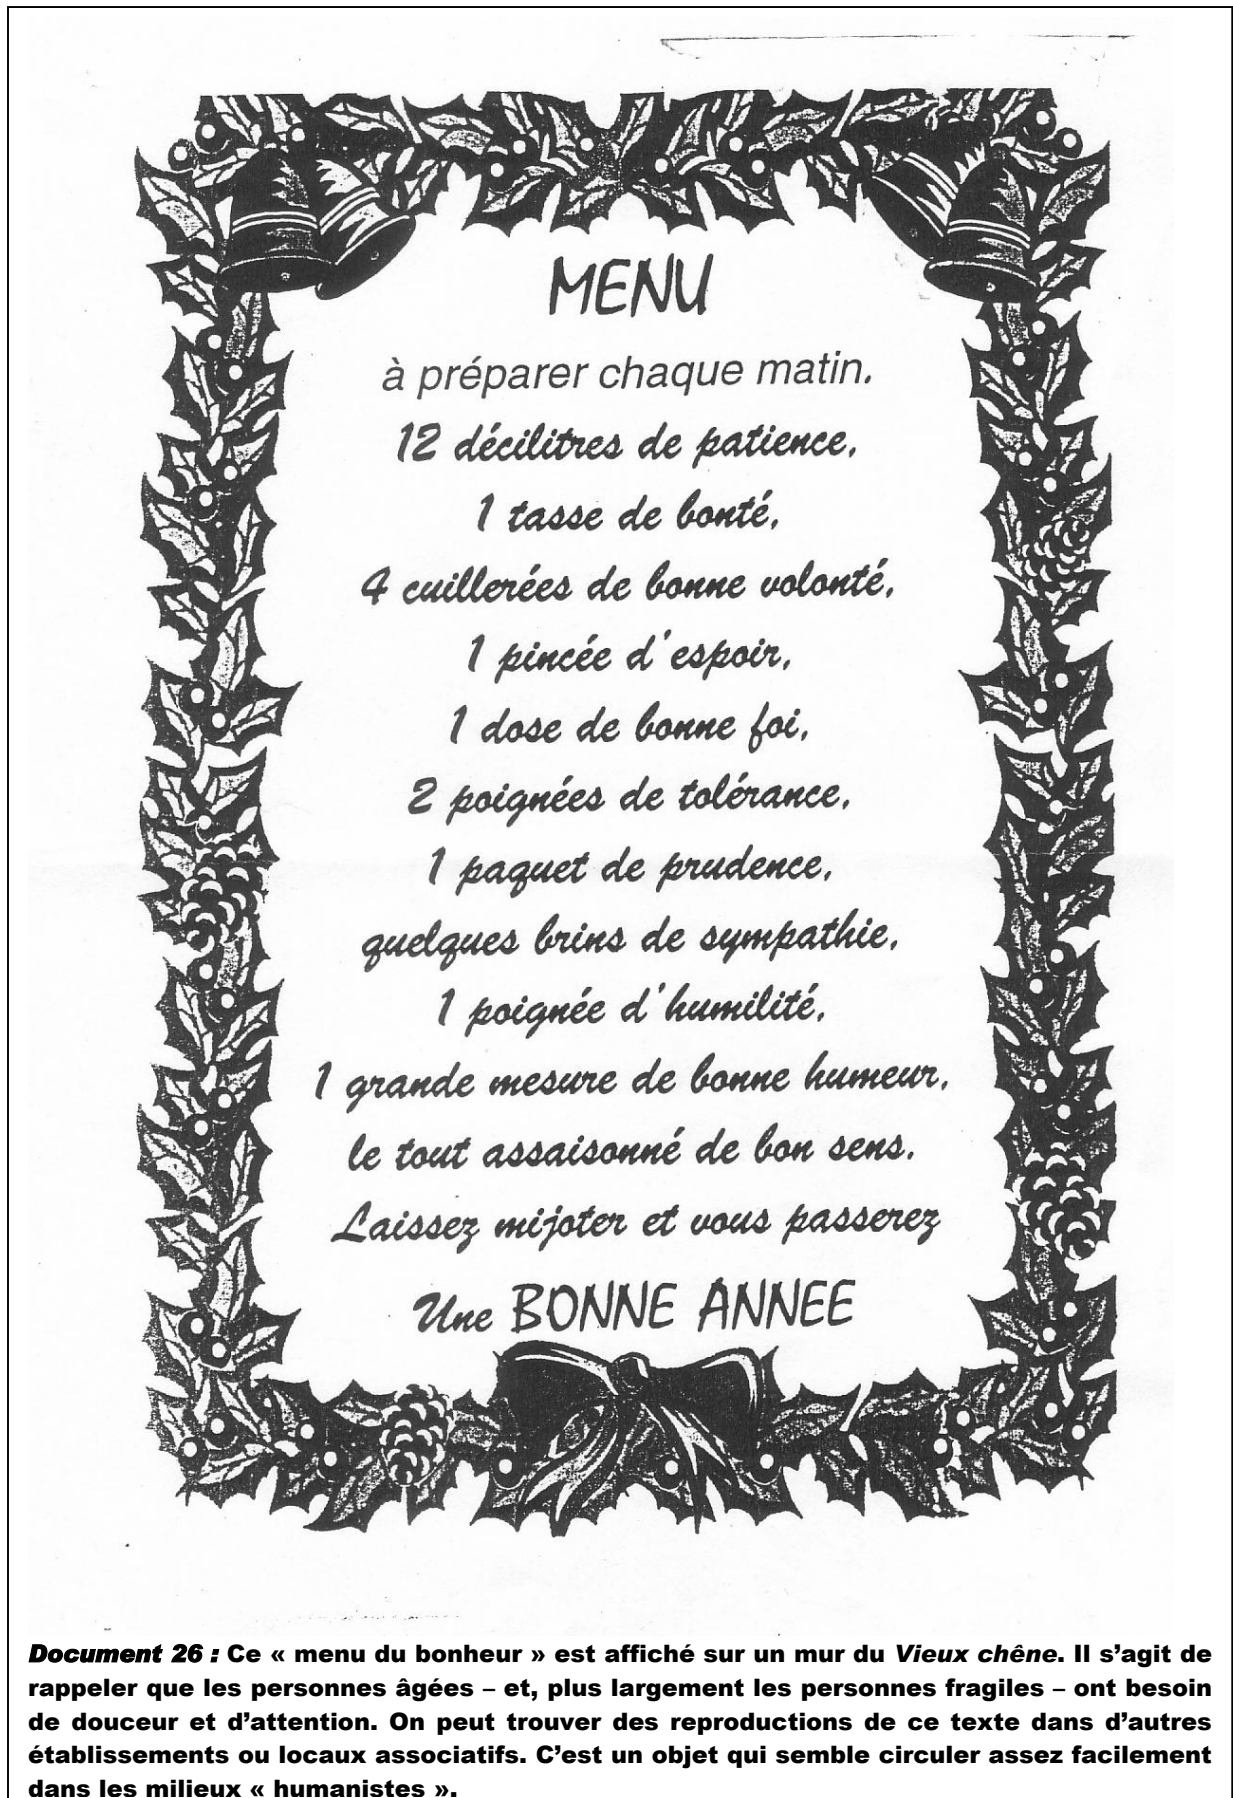 MENU
à préparer chaque matin.
12 décilitres de patience,
1 tasse de bonté,
4 cuillerées de bonne volonté,
1 pincée d'espoir,
1 dose de bonne foi,
2 poignées de tolérance,
1 paquet de prudence,
quelques brins de sympathie,
1 poignée d'humilité,
1 grande mesure de bonne humeur,
le tout assaisonné de bon sens.
Laissez mijoter et vous passerez
Une BONNE ANNEE
Document 26 : Ce « menu du bonheur » est affiché sur un mur du Vieux chêne. Il s'agit de
rappeler que les personnes âgées – et, plus largement les personnes fragiles – ont besoin
de douceur et d'attention. On peut trouver des reproductions de ce texte dans d'autres
établissements ou locaux associatifs. C'est un objet qui semble circuler assez facilement
dans les milieux « humanistes ».